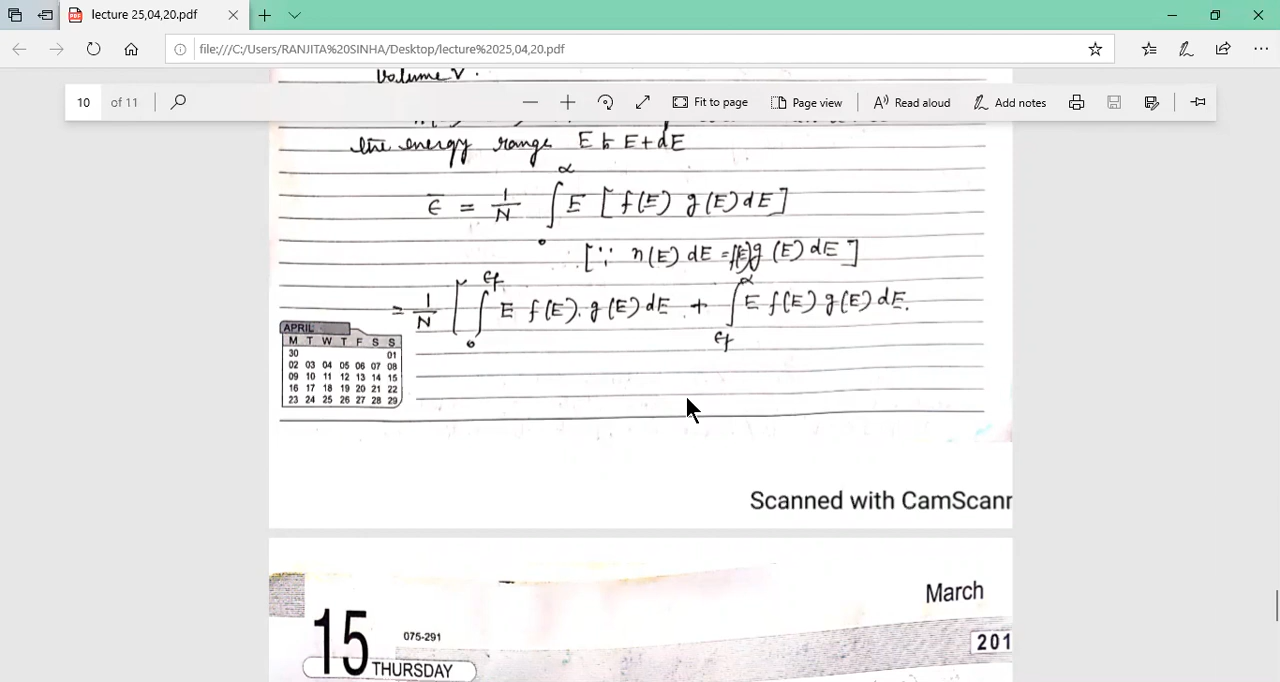 lecture 25,04,20.pdf
file:///C:/Users/RANJITA%20SINHA/Desktop/lecture%2025,04,20.pdf
Volume V.
10 of 11
Fit to page
Page view
Read aloud
Add notes
the energy range E to E+dE
ε̄ = 1/N ∫₀^α E [f(E) g(E) dE]
[∵ n(E) dE = f(E) g(E) dE]
= 1/N [∫₀^εf E f(E). g(E) dE + ∫_εf^α E f(E) g(E) dE.
APRIL
M T W T F S S
30 01
02 03 04 05 06 07 08
09 10 11 12 13 14 15
16 17 18 19 20 21 22
23 24 25 26 27 28 29
Scanned with CamScanr
March
15
075-291
201
THURSDAY